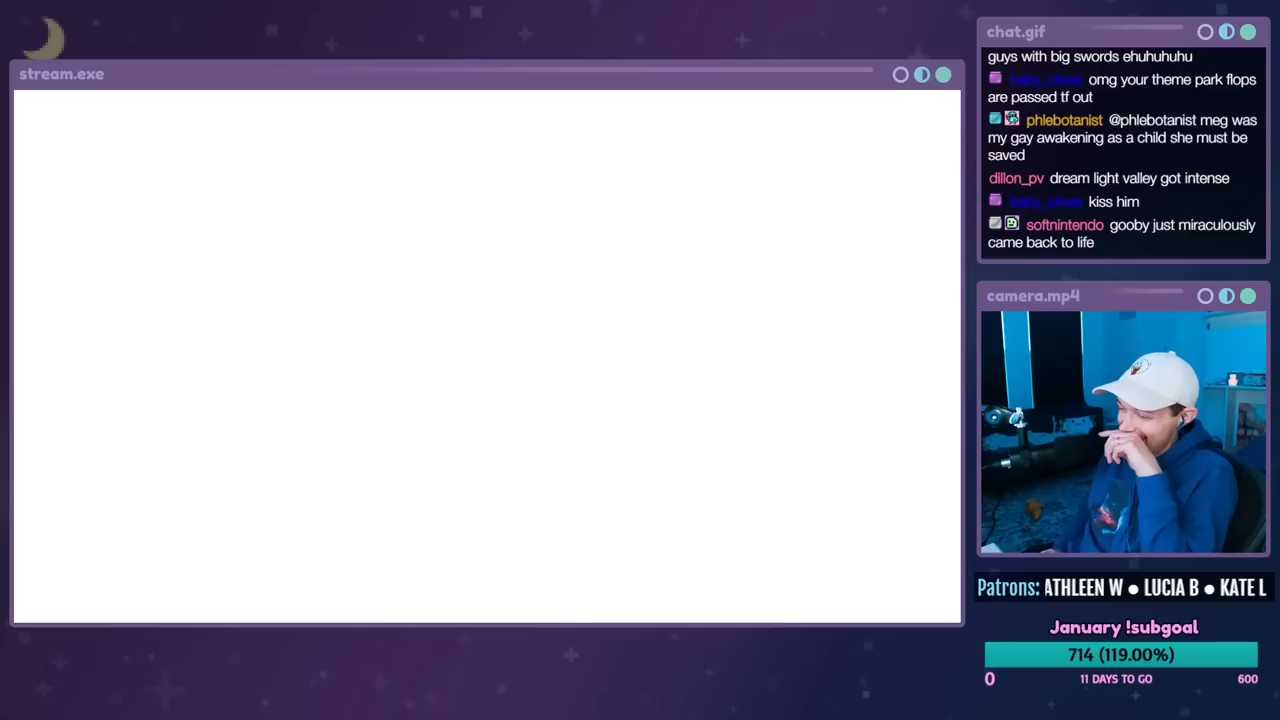 stream.exe
chat.gif
guys with big swords ehuhuhuhu
baby_olives omg your theme park flops
are passed tf out
phlebotanist @phlebotanist meg was
my gay awakening as a child she must be
saved
dillon_pv dream light valley got intense
kiss him
softnintendo gooby just miraculously
came back to life
camera.mp4
Patrons: ATHLEEN W ● LUCIA B ● KATE L
January !subgoal
714 (119.00%)
0 11 DAYS TO GO 600